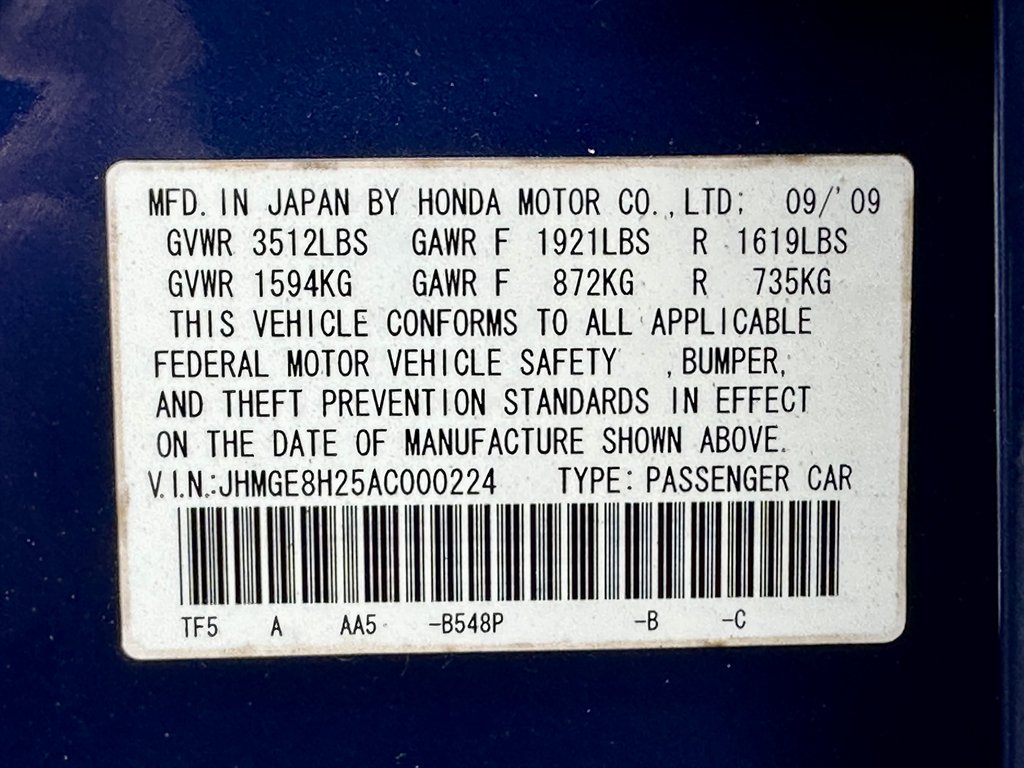 MFD. IN JAPAN BY HONDA MOTOR CO.,LTD; 09/'09
GVWR 3512LBS GAWR F 1921LBS R 1619LBS
GVWR 1594KG GAWR F 872KG R 735KG
THIS VEHICLE CONFORMS TO ALL APPLICABLE
FEDERAL MOTOR VEHICLE SAFETY ,BUMPER,
AND THEFT PREVENTION STANDARDS IN EFFECT
ON THE DATE OF MANUFACTURE SHOWN ABOVE.
V.I.N.:JHMGE8H25AC000224 TYPE: PASSENGER CAR
TF5 A AA5 -B548P -B -C